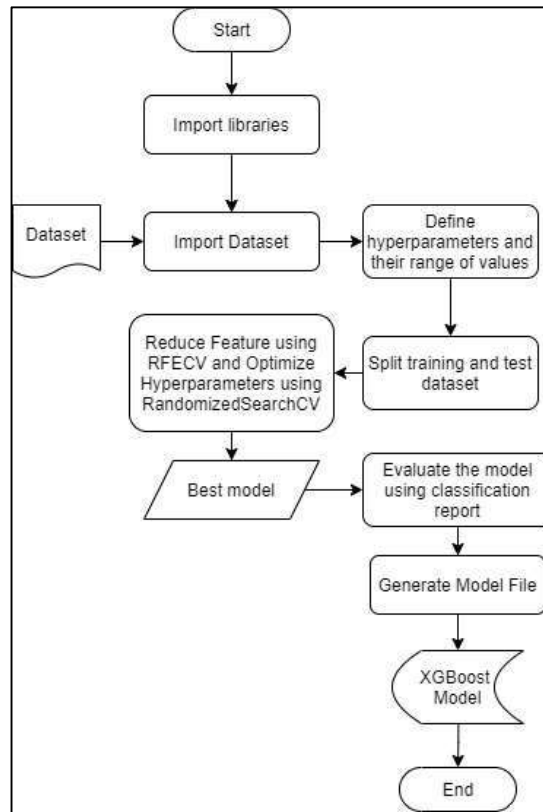 Start
Import libraries
Dataset
Import Dataset
Define
hyperparameters and
their range of values
Reduce Feature using
RFECV and Optimize
Hyperparameters using
RandomizedSearchCV
Split training and test
dataset
Best model
Evaluate the model
using classification
report
Generate Model File
XGBoost
Model
End